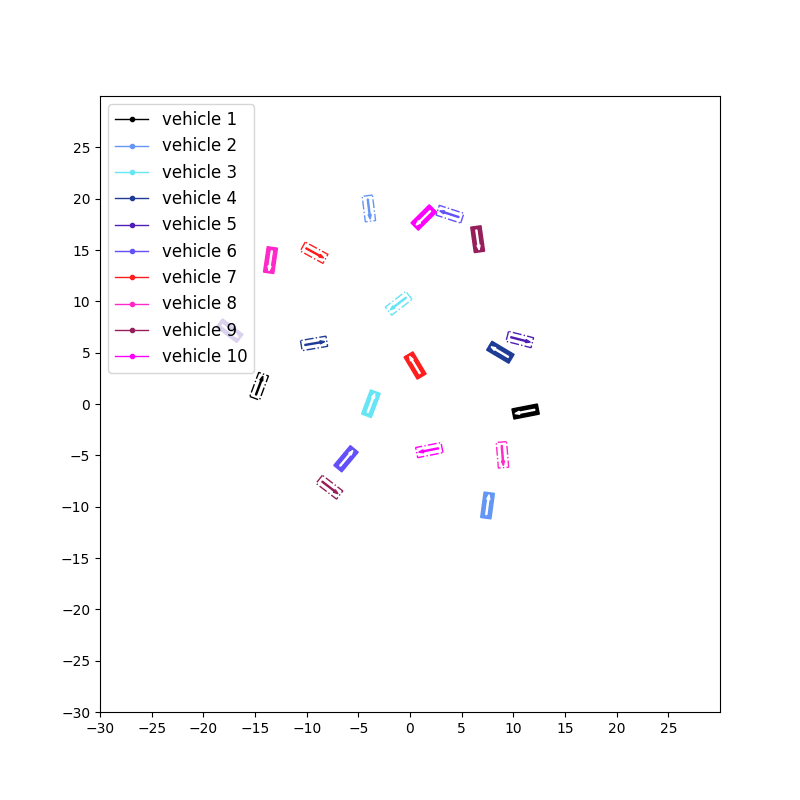 vehicle 1
vehicle 2
vehicle 3
vehicle 4
vehicle 5
vehicle 6
vehicle 7
vehicle 8
vehicle 9
vehicle 10
25
20
15
10
5
0
−5
−10
−15
−20
−25
−30
−30 −25 −20 −15 −10 −5 0 5 10 15 20 25